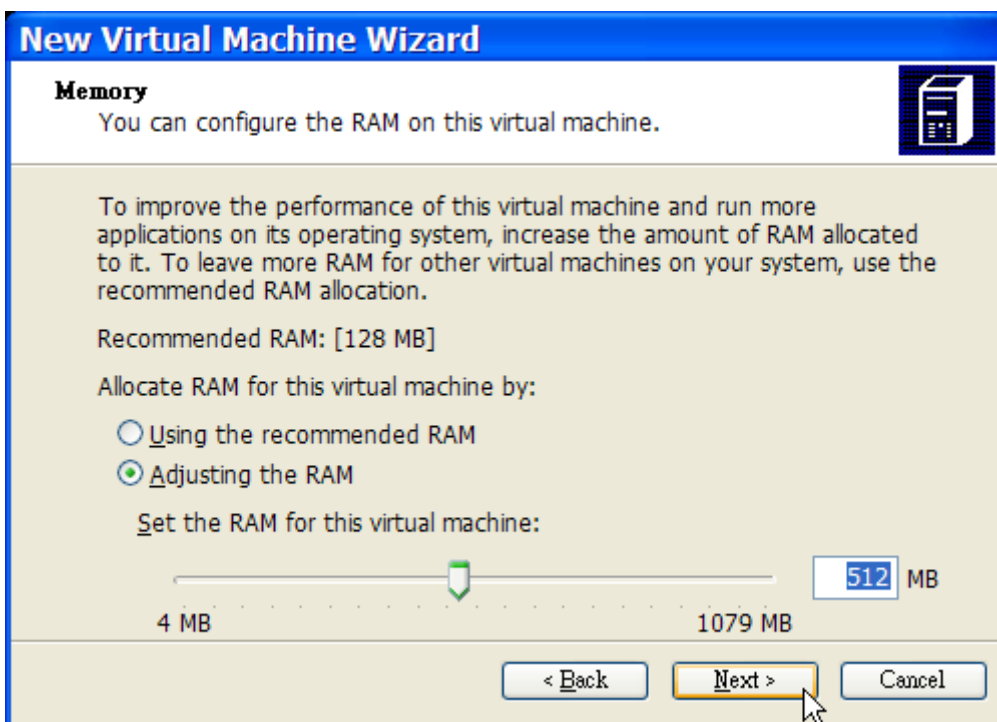 New Virtual Machine Wizard
Memory
You can configure the RAM on this virtual machine.
To improve the performance of this virtual machine and run more
applications on its operating system, increase the amount of RAM allocated
to it. To leave more RAM for other virtual machines on your system, use the
recommended RAM allocation.
Recommended RAM: [128 MB]
Allocate RAM for this virtual machine by:
Using the recommended RAM
Adjusting the RAM
Set the RAM for this virtual machine:
512 MB
4 MB 1079 MB
< Back Next > Cancel